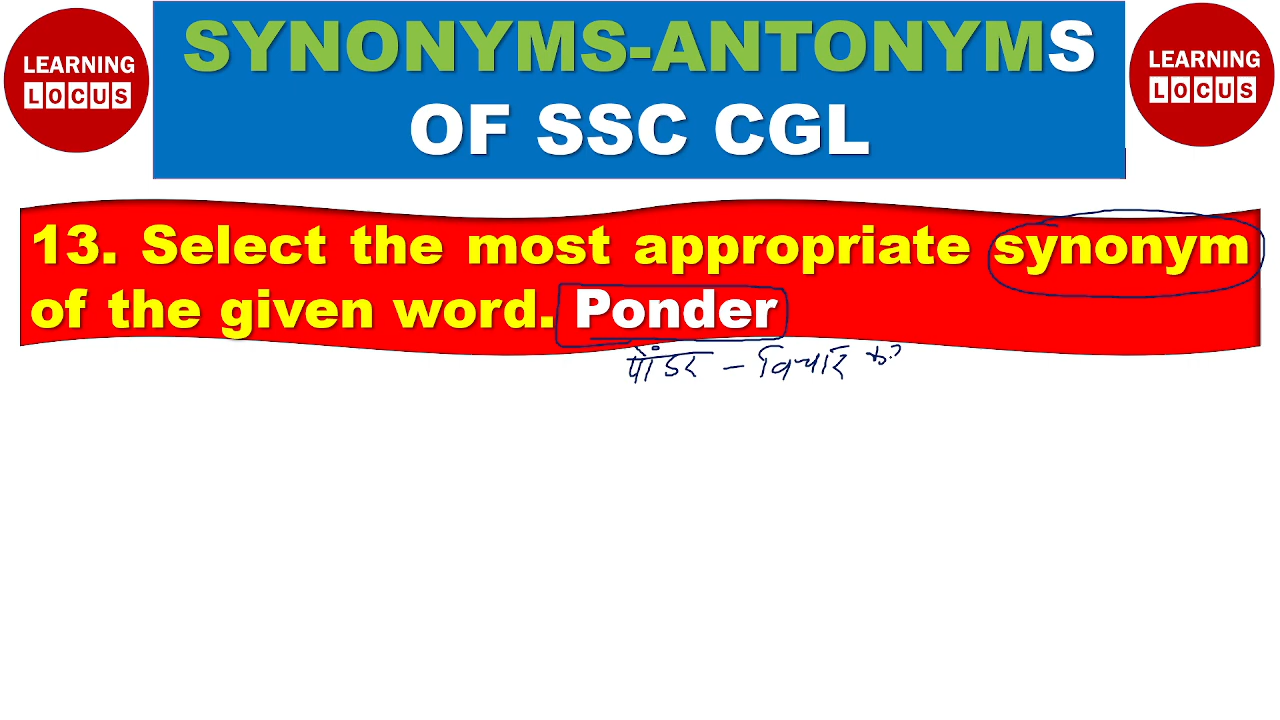 LEARNING
LOCUS
SYNONYMS-ANTONYMS
OF SSC CGL
LEARNING
LOCUS
13. Select the most appropriate synonym
of the given word. Ponder
पोंडर - विचार